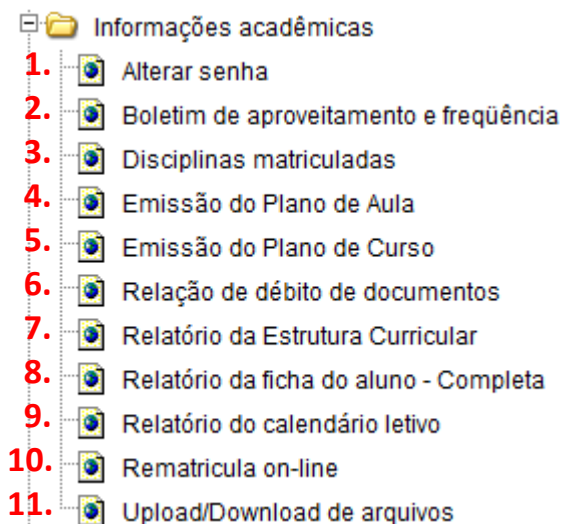 Informações acadêmicas
1. Alterar senha
2. Boletim de aproveitamento e freqüência
3. Disciplinas matriculadas
4. Emissão do Plano de Aula
5. Emissão do Plano de Curso
6. Relação de débito de documentos
7. Relatório da Estrutura Curricular
8. Relatório da ficha do aluno - Completa
9. Relatório do calendário letivo
10. Rematricula on-line
11. Upload/Download de arquivos